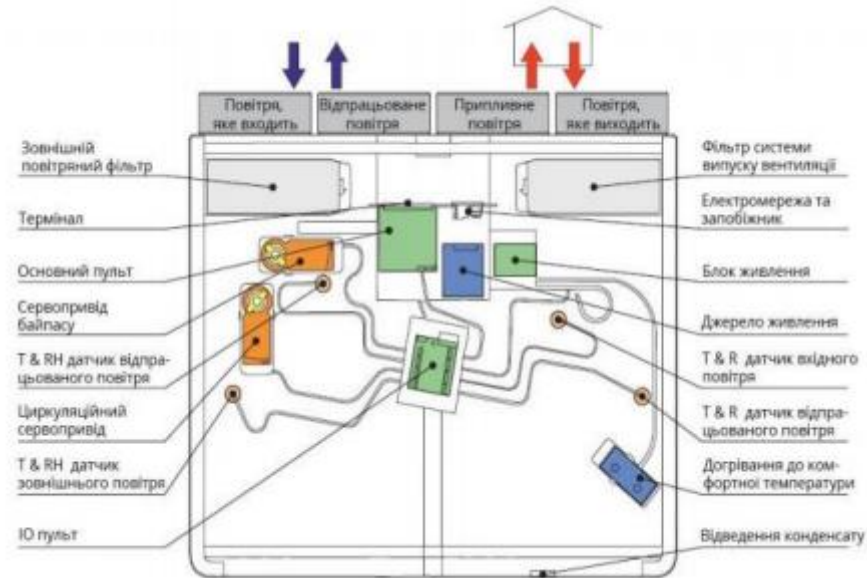 Повітря,
яке входить
Відпрацьоване
повітря
Припливне
повітря
Повітря,
яке виходить
Зовнішній
повітряний фільтр
Термінал
Основний пульт
Сервопривід
байпасу
T & RH датчик відпра-
цьованого повітря
Циркуляційний
сервопривід
T & RH датчик
зовнішнього повітря
IO пульт
Фільтр системи
випуску вентиляції
Електромережа та
запобіжник
Блок живлення
Джерело живлення
T & R датчик вхідного
повітря
T & R датчик відпра-
цьованого повітря
Догрівання до ком-
фортної температури
Відведення конденсату